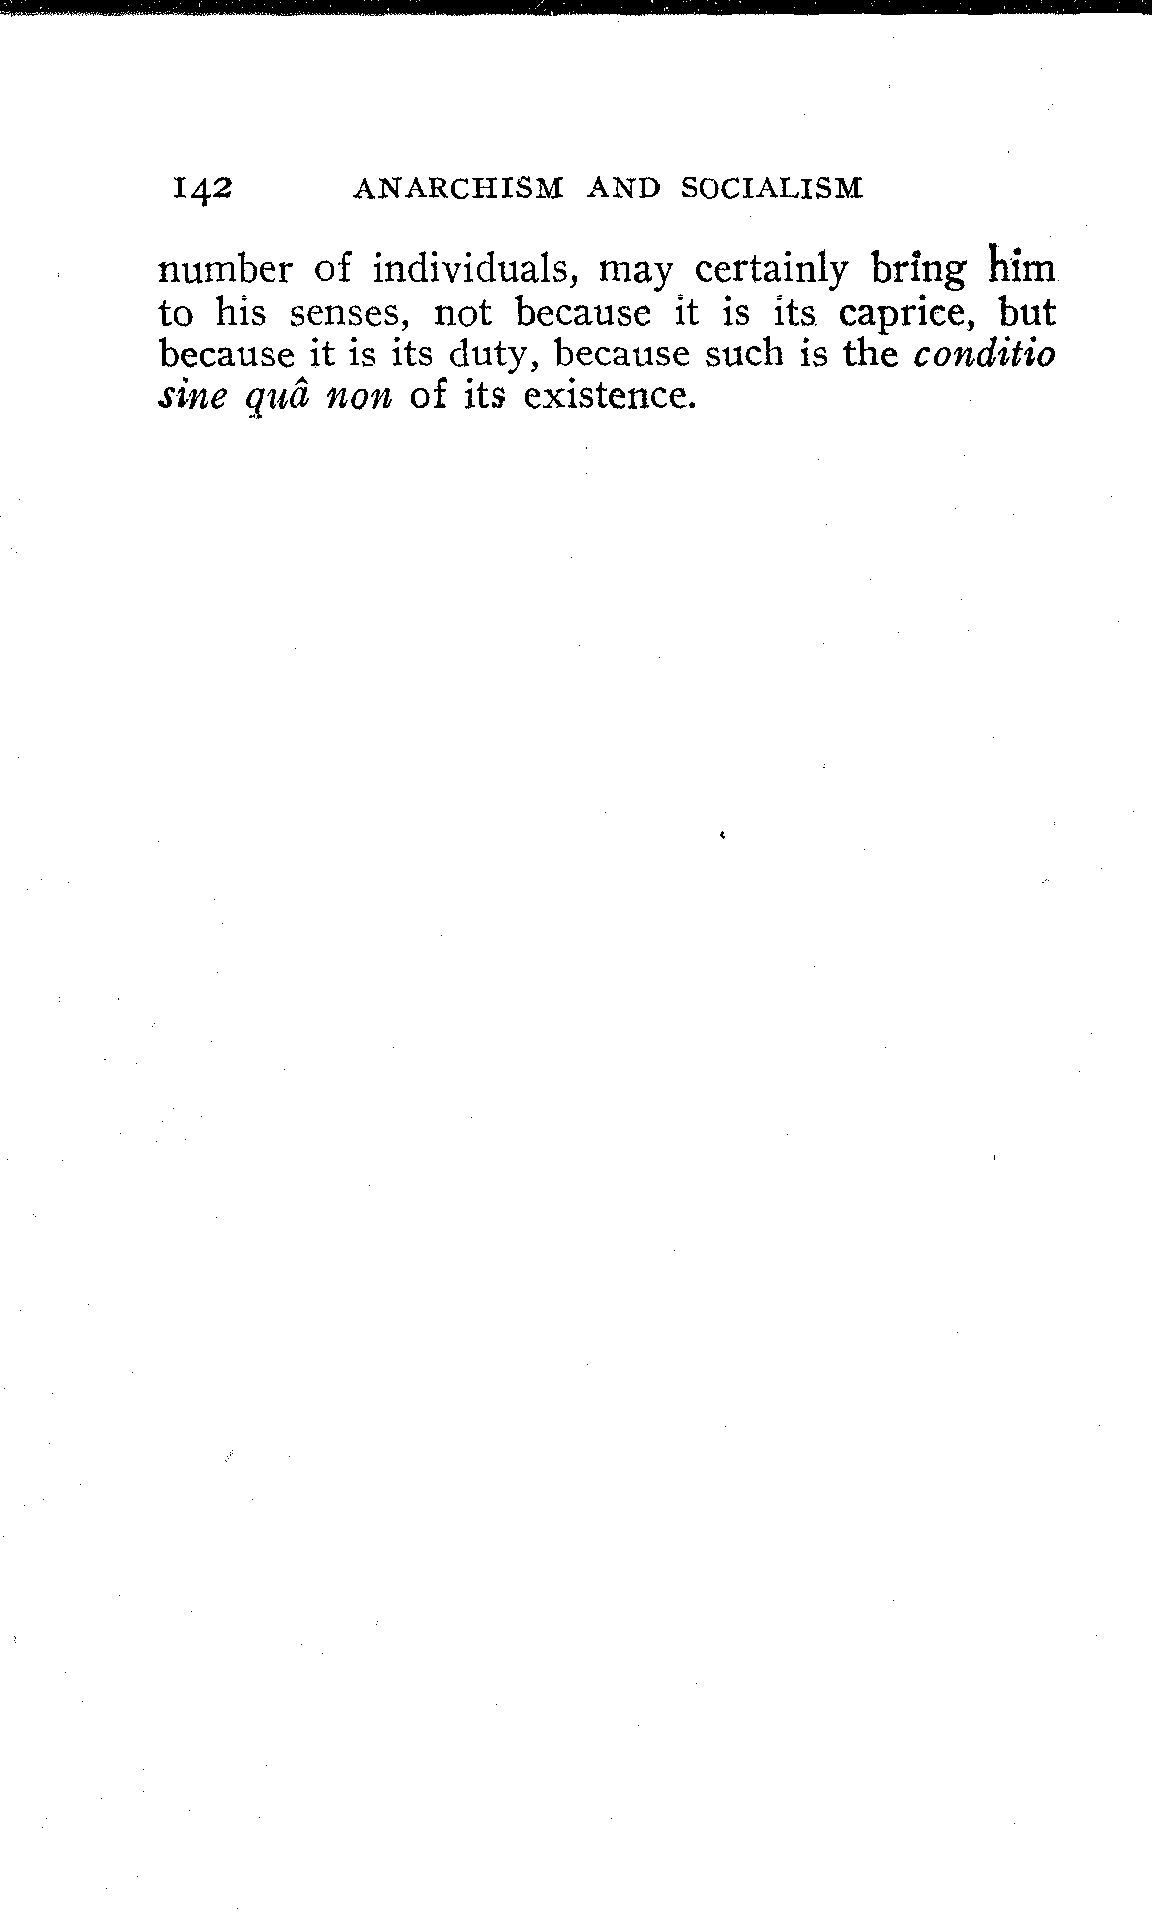 142 ANARCHISM AND SOCIALISM
number of individuals, may certainly bring him
to his senses, not because it is its caprice, but
because it is its duty, because such is the conditio
sine quâ non of its existence.